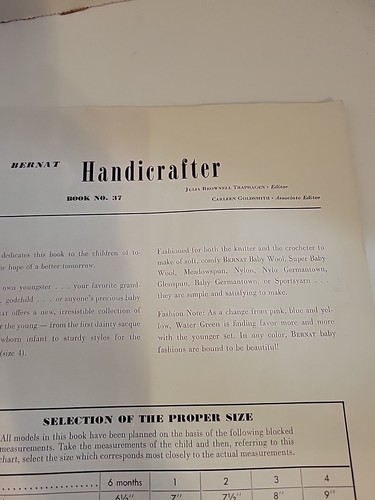 BERNAT Handicrafter
JULIA BROWNELL TRAPHAGEN - Editor
BOOK NO. 37
CARLEEN GOLDSMITH - Associate Editor
dedicates this book to the children of to-
hope of a better tomorrow.
own youngster . . . your favorite grand-
godchild . . . or anyone's precious baby
offers a new, irresistible collection of
the young — from the first dainty sacque
infant to sturdy styles for the
(size 4).
Fashioned for both the knitter and the crocheter to
make of soft, comfy BERNAT Baby Wool, Super Baby
Wool, Meadowspun, Nylon, Nylo Germantown,
Glenspun, Baby Germantown, or Sportsyarn . . .
they are simple and satisfying to make.
Fashion Note: As a change from pink, blue and yel-
low, Water Green is finding favor more and more
with the younger set. In any color, BERNAT baby
fashions are bound to be beautiful!
SELECTION OF THE PROPER SIZE
All models in this book have been planned on the basis of the following blocked
measurements. Take the measurements of the child and then, referring to this
chart, select the size which corresponds most closely to the actual measurements.
6 months 1 2 3 4
6½" 7" 7½" 8" 9"